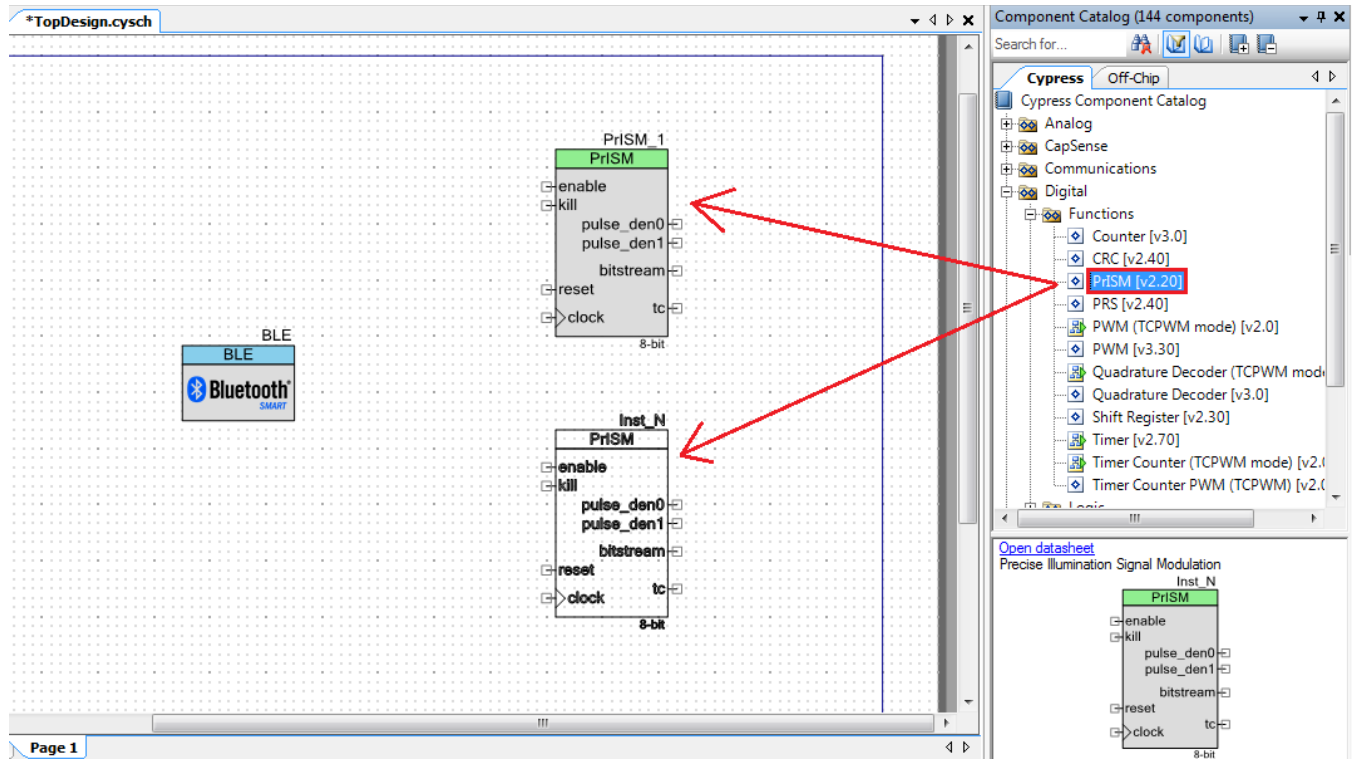 *TopDesign.cysch
PrISM_1
PrISM
enable
kill
pulse_den0
pulse_den1
bitstream
reset
tc
clock
8-bit
BLE
BLE
Bluetooth
SMART
Inst_N
PrISM
enable
kill
pulse_den0
pulse_den1
bitstream
reset
tc
clock
8-bit
Page 1
Component Catalog (144 components)
Search for...
Cypress
Off-Chip
Cypress Component Catalog
Analog
CapSense
Communications
Digital
Functions
Counter [v3.0]
CRC [v2.40]
PrISM [v2.20]
PRS [v2.40]
PWM (TCPWM mode) [v2.0]
PWM [v3.30]
Quadrature Decoder (TCPWM mod
Quadrature Decoder [v3.0]
Shift Register [v2.30]
Timer [v2.70]
Timer Counter (TCPWM mode) [v2.
Timer Counter PWM (TCPWM) [v2.
Logic
Open datasheet
Precise Illumination Signal Modulation
Inst_N
PrISM
enable
kill
pulse_den0
pulse_den1
bitstream
reset
tc
clock
8-bit